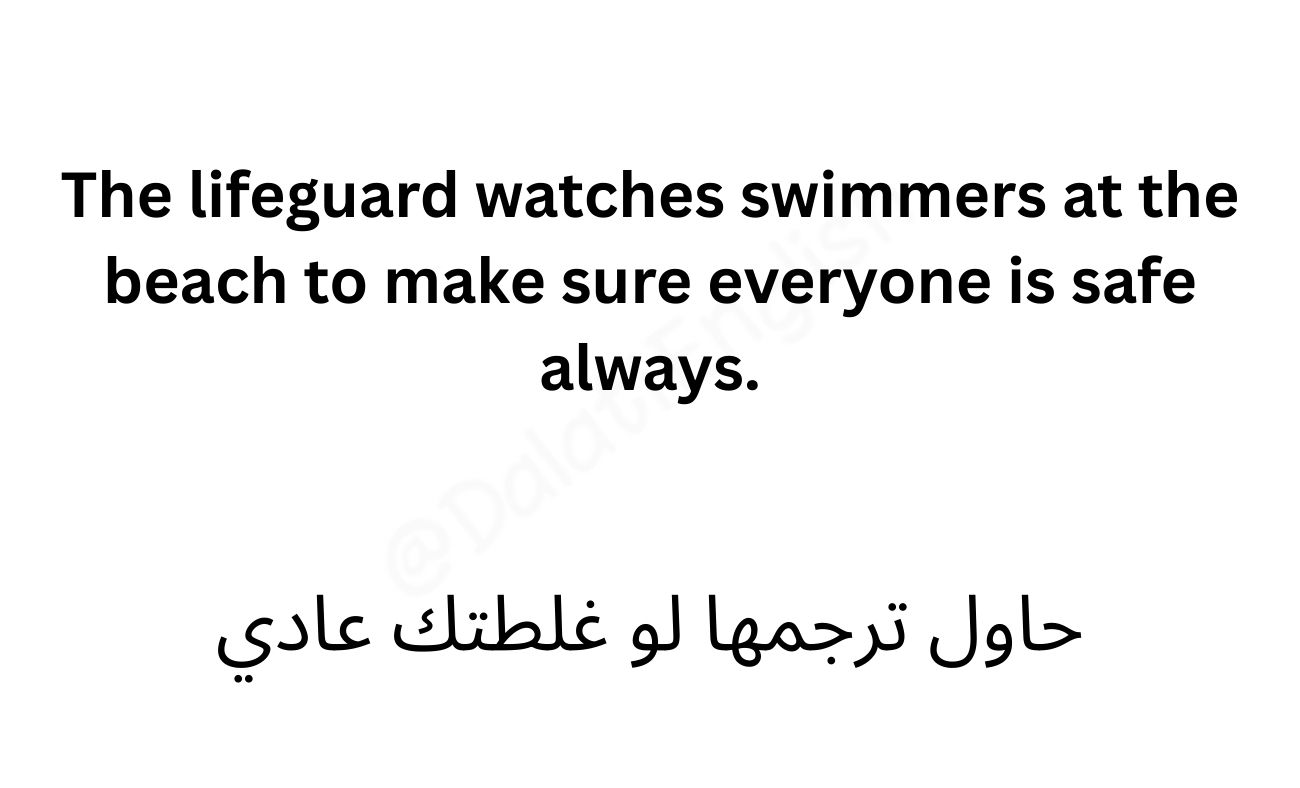 The lifeguard watches swimmers at the
beach to make sure everyone is safe
always.
@DalatEnglish
حاول ترجمها لو غلطتك عادي